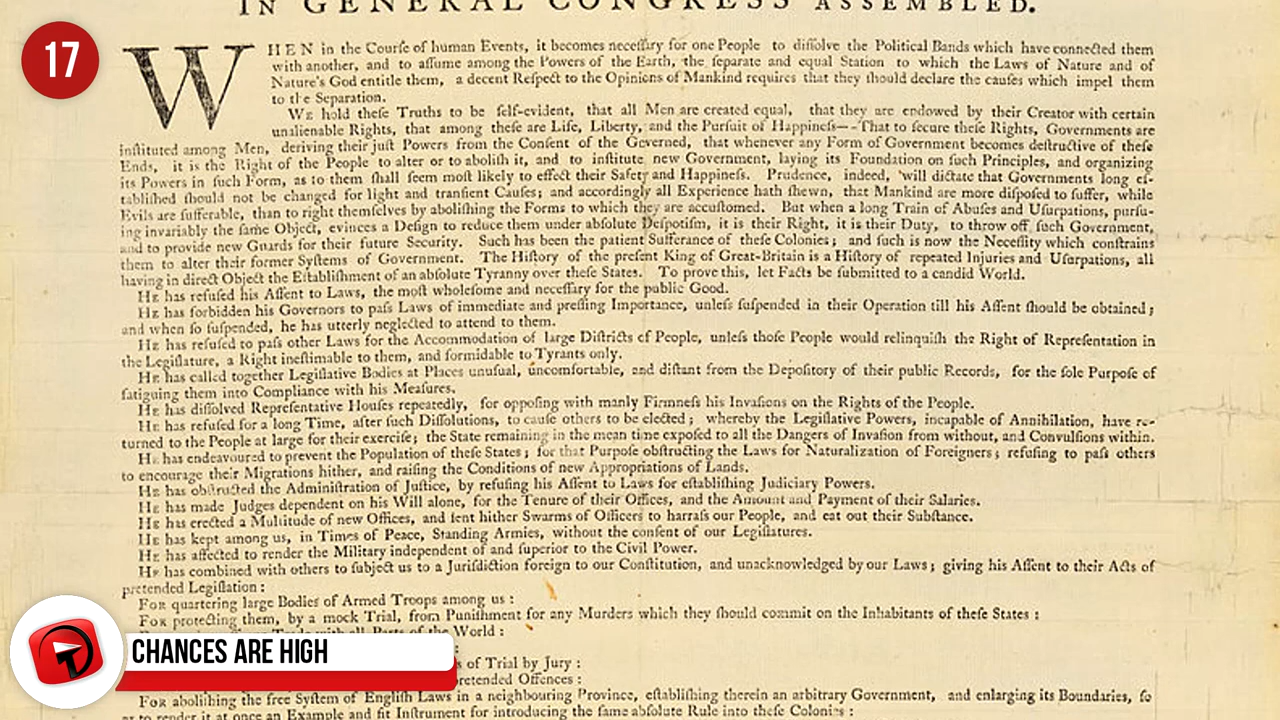 IN GENERAL CONGRESS ASSEMBLED.
17
WHEN in the Courſe of human Events, it becomes neceſſary for one People to diſſolve the Political Bands which have connected them
with another, and to aſſume among the Powers of the Earth, the ſeparate and equal Station to which the Laws of Nature and of
Nature's God entitle them, a decent Reſpect to the Opinions of Mankind requires that they ſhould declare the cauſes which impel them
to the Separation.
WE hold theſe Truths to be ſelf-evident, that all Men are created equal, that they are endowed by their Creator with certain
unalienable Rights, that among theſe are Life, Liberty, and the Purſuit of Happineſs--That to ſecure theſe Rights, Governments are
inſtituted among Men, deriving their juſt Powers from the Conſent of the Governed, that whenever any Form of Government becomes deſtructive of theſe
Ends, it is the Right of the People to alter or to aboliſh it, and to inſtitute new Government, laying its Foundation on ſuch Principles, and organizing
its Powers in ſuch Form, as to them ſhall ſeem moſt likely to effect their Safety and Happineſs. Prudence, indeed, will dictate that Governments long eſ-
tabliſhed ſhould not be changed for light and tranſient Cauſes; and accordingly all Experience hath ſhewn, that Mankind are more diſpoſed to ſuffer, while
Evils are ſufferable, than to right themſelves by aboliſhing the Forms to which they are accuſtomed. But when a long Train of Abuſes and Uſurpations, purſu-
ing invariably the ſame Object, evinces a Deſign to reduce them under abſolute Deſpotiſm, it is their Right, it is their Duty, to throw off ſuch Government,
and to provide new Guards for their future Security. Such has been the patient Sufferance of theſe Colonies; and ſuch is now the Neceſſity which conſtrains
them to alter their former Syſtems of Government. The Hiſtory of the preſent King of Great-Britain is a Hiſtory of repeated Injuries and Uſurpations, all
having in direct Object the Eſtabliſhment of an abſolute Tyranny over theſe States. To prove this, let Facts be ſubmitted to a candid World.
HE has refuſed his Aſſent to Laws, the moſt wholeſome and neceſſary for the public Good.
HE has forbidden his Governors to paſs Laws of immediate and preſſing Importance, unleſs ſuſpended in their Operation till his Aſſent ſhould be obtained;
and when ſo ſuſpended, he has utterly neglected to attend to them.
HE has refuſed to paſs other Laws for the Accommodation of large Diſtricts of People, unleſs thoſe People would relinquiſh the Right of Repreſentation in
the Legiſlature, a Right ineſtimable to them, and formidable to Tyrants only.
HE has called together Legiſlative Bodies at Places unuſual, uncomfortable, and diſtant from the Depoſitory of their public Records, for the ſole Purpoſe of
fatiguing them into Compliance with his Meaſures.
HE has diſſolved Repreſentative Houſes repeatedly, for oppoſing with manly Firmneſs his Invaſions on the Rights of the People.
HE has refuſed for a long Time, after ſuch Diſſolutions, to cauſe others to be elected; whereby the Legiſlative Powers, incapable of Annihilation, have re-
turned to the People at large for their exerciſe; the State remaining in the mean time expoſed to all the Dangers of Invaſion from without, and Convulſions within.
HE has endeavoured to prevent the Population of theſe States; for that Purpoſe obſtructing the Laws for Naturalization of Foreigners; refuſing to paſs others
to encourage their Migrations hither, and raiſing the Conditions of new Appropriations of Lands.
HE has obſtructed the Adminiſtration of Juſtice, by refuſing his Aſſent to Laws for eſtabliſhing Judiciary Powers.
HE has made Judges dependent on his Will alone, for the Tenure of their Offices, and the Amount and Payment of their Salaries.
HE has erected a Multitude of new Offices, and ſent hither Swarms of Officers to harraſs our People, and eat out their Subſtance.
HE has kept among us, in Times of Peace, Standing Armies, without the conſent of our Legiſlatures.
HE has affected to render the Military independent of and ſuperior to the Civil Power.
HE has combined with others to ſubject us to a Juriſdiction foreign to our Conſtitution, and unacknowledged by our Laws; giving his Aſſent to their Acts of
pretended Legiſlation:
FOR quartering large Bodies of Armed Troops among us:
FOR protecting them, by a mock Trial, from Puniſhment for any Murders which they ſhould commit on the Inhabitants of theſe States:
with all Parts of the World:
CHANCES ARE HIGH
s of Trial by Jury:
pretended Offences:
FOR aboliſhing the free Syſtem of Engliſh Laws in a neighbouring Province, eſtabliſhing therein an arbitrary Government, and enlarging its Boundaries, ſo
as to render it at once an Example and fit Inſtrument for introducing the ſame abſolute Rule into theſe Colonies: